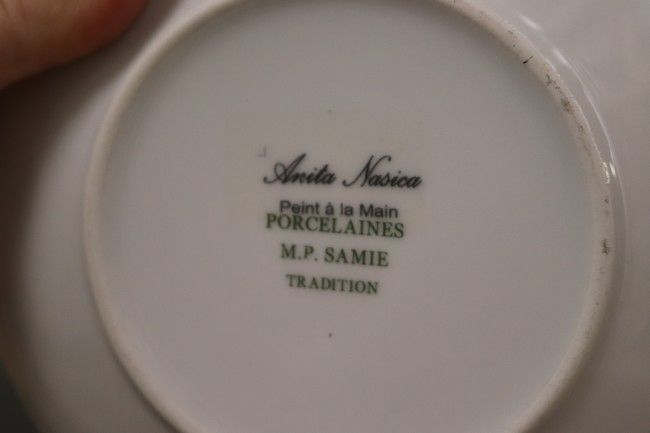 Anita Nasica
Peint à la Main
PORCELAINES
M.P. SAMIE
TRADITION